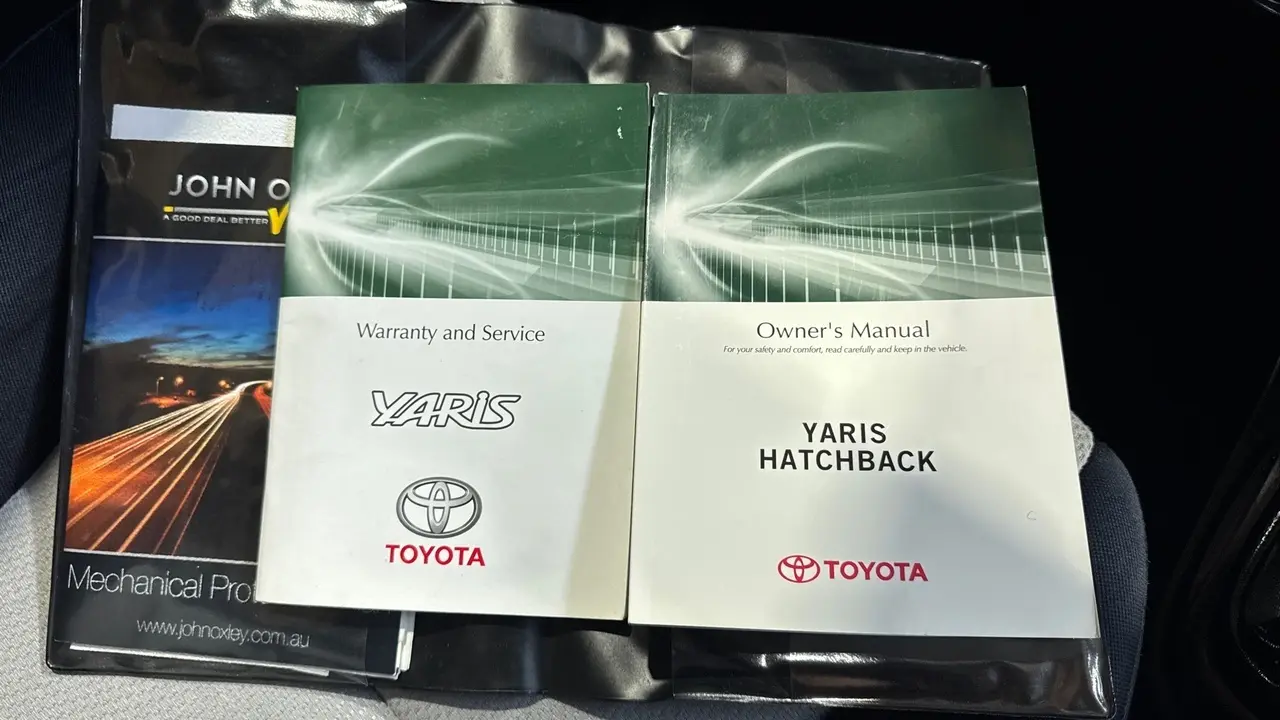 JOHN O
A GOOD DEAL BETTER
Mechanical
www.johnoxley.com.au
Warranty and Service
YARIS
TOYOTA
Owner's Manual
For your safety and comfort, read carefully and keep in the vehicle.
YARIS
HATCHBACK
TOYOTA